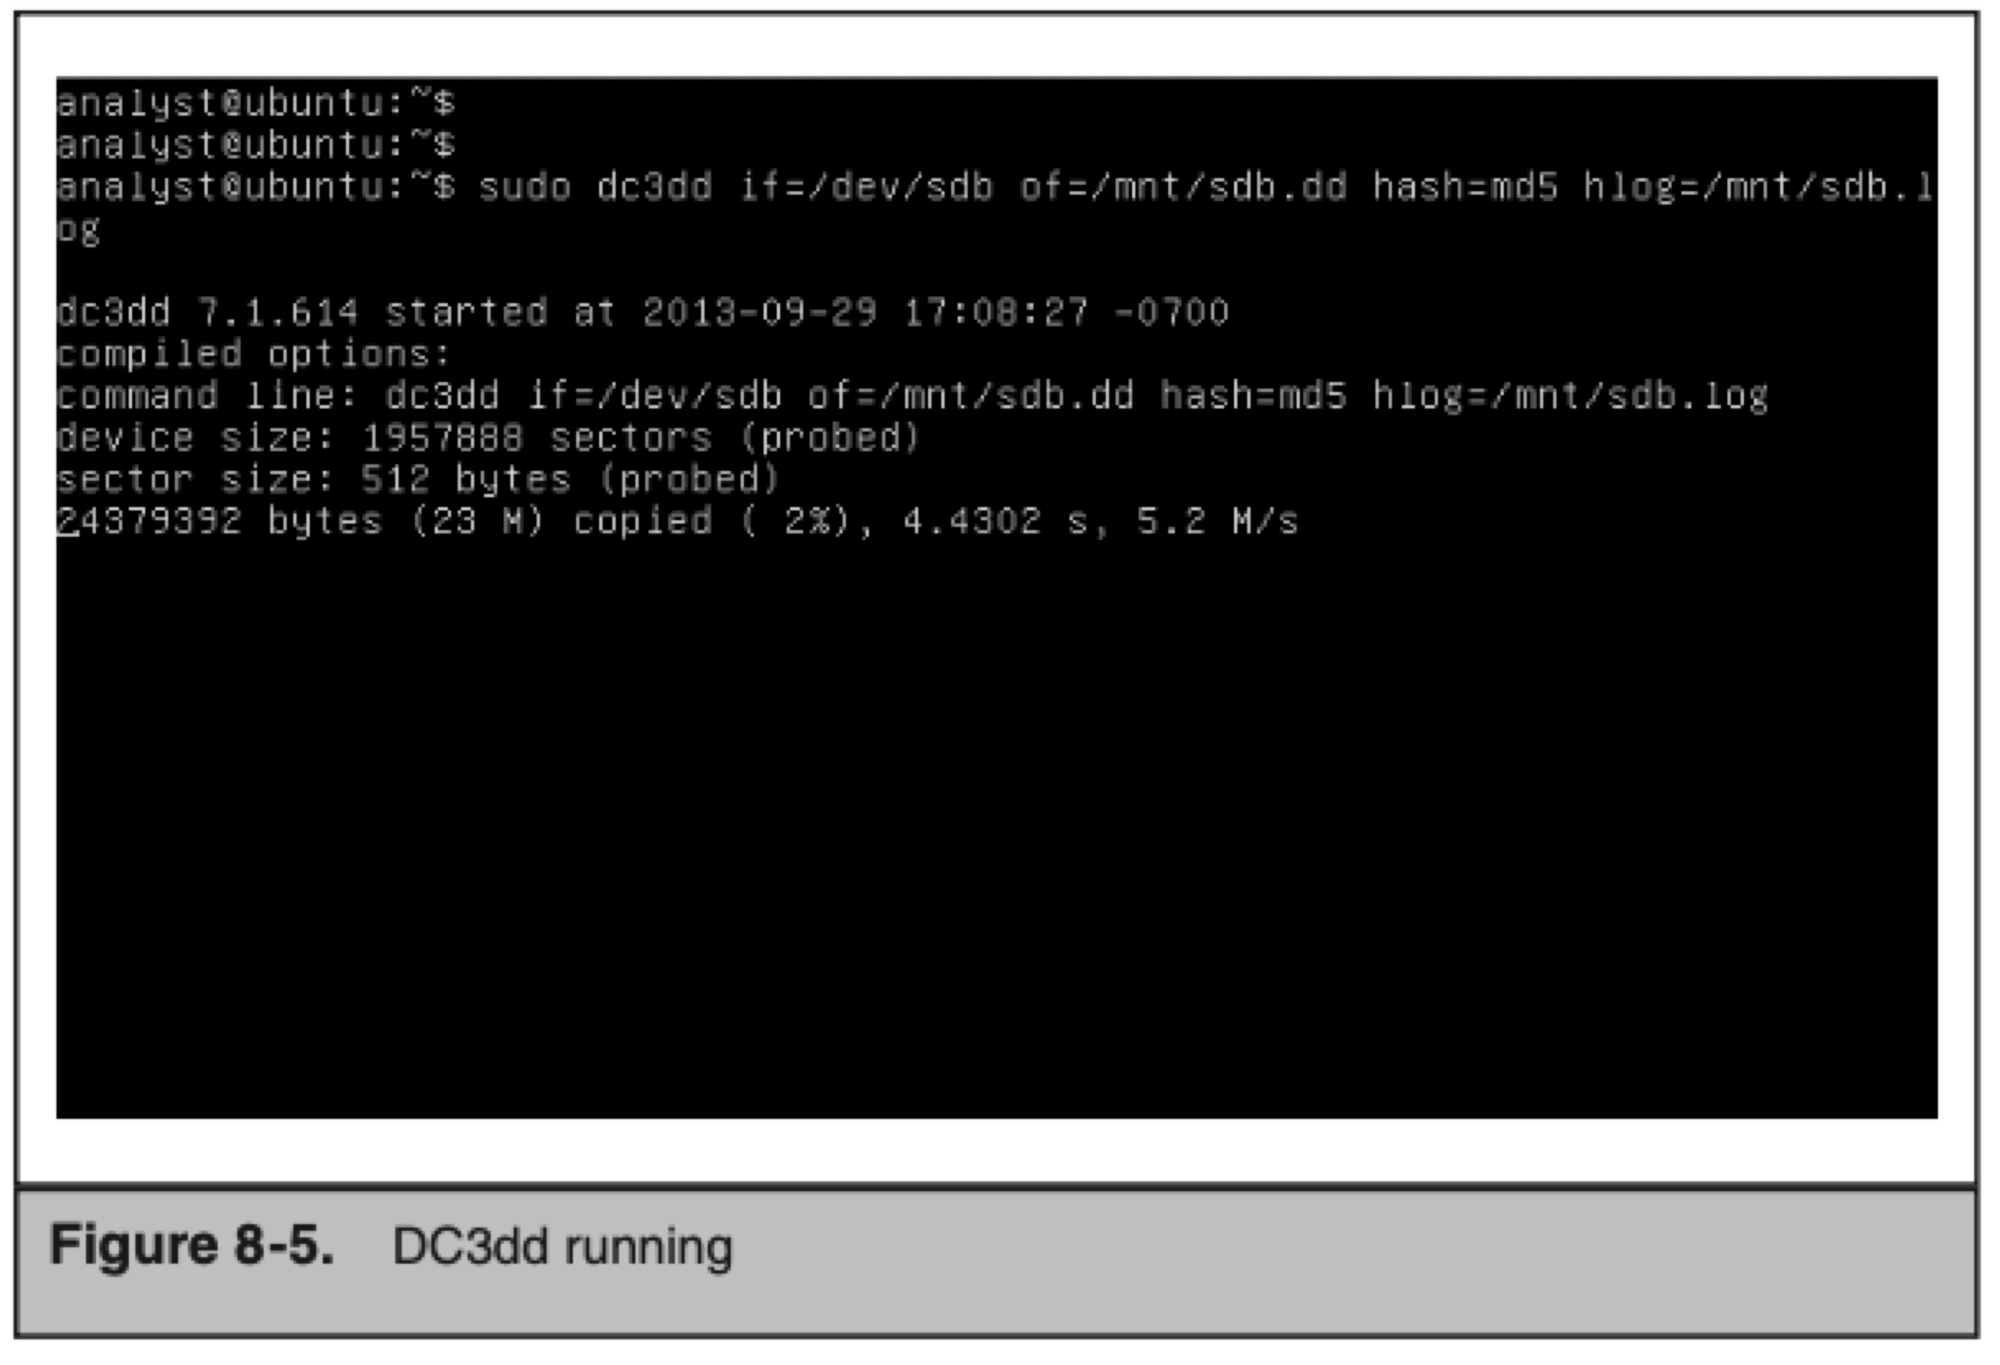 analyst@ubuntu:~$
analyst@ubuntu:~$
analyst@ubuntu:~$ sudo dc3dd if=/dev/sdb of=/mnt/sdb.dd hash=md5 hlog=/mnt/sdb.l
og
dc3dd 7.1.614 started at 2013-09-29 17:08:27 -0700
compiled options:
command line: dc3dd if=/dev/sdb of=/mnt/sdb.dd hash=md5 hlog=/mnt/sdb.log
device size: 1957888 sectors (probed)
sector size: 512 bytes (probed)
24379392 bytes (23 M) copied ( 2%), 4.4302 s, 5.2 M/s
Figure 8-5. DC3dd running